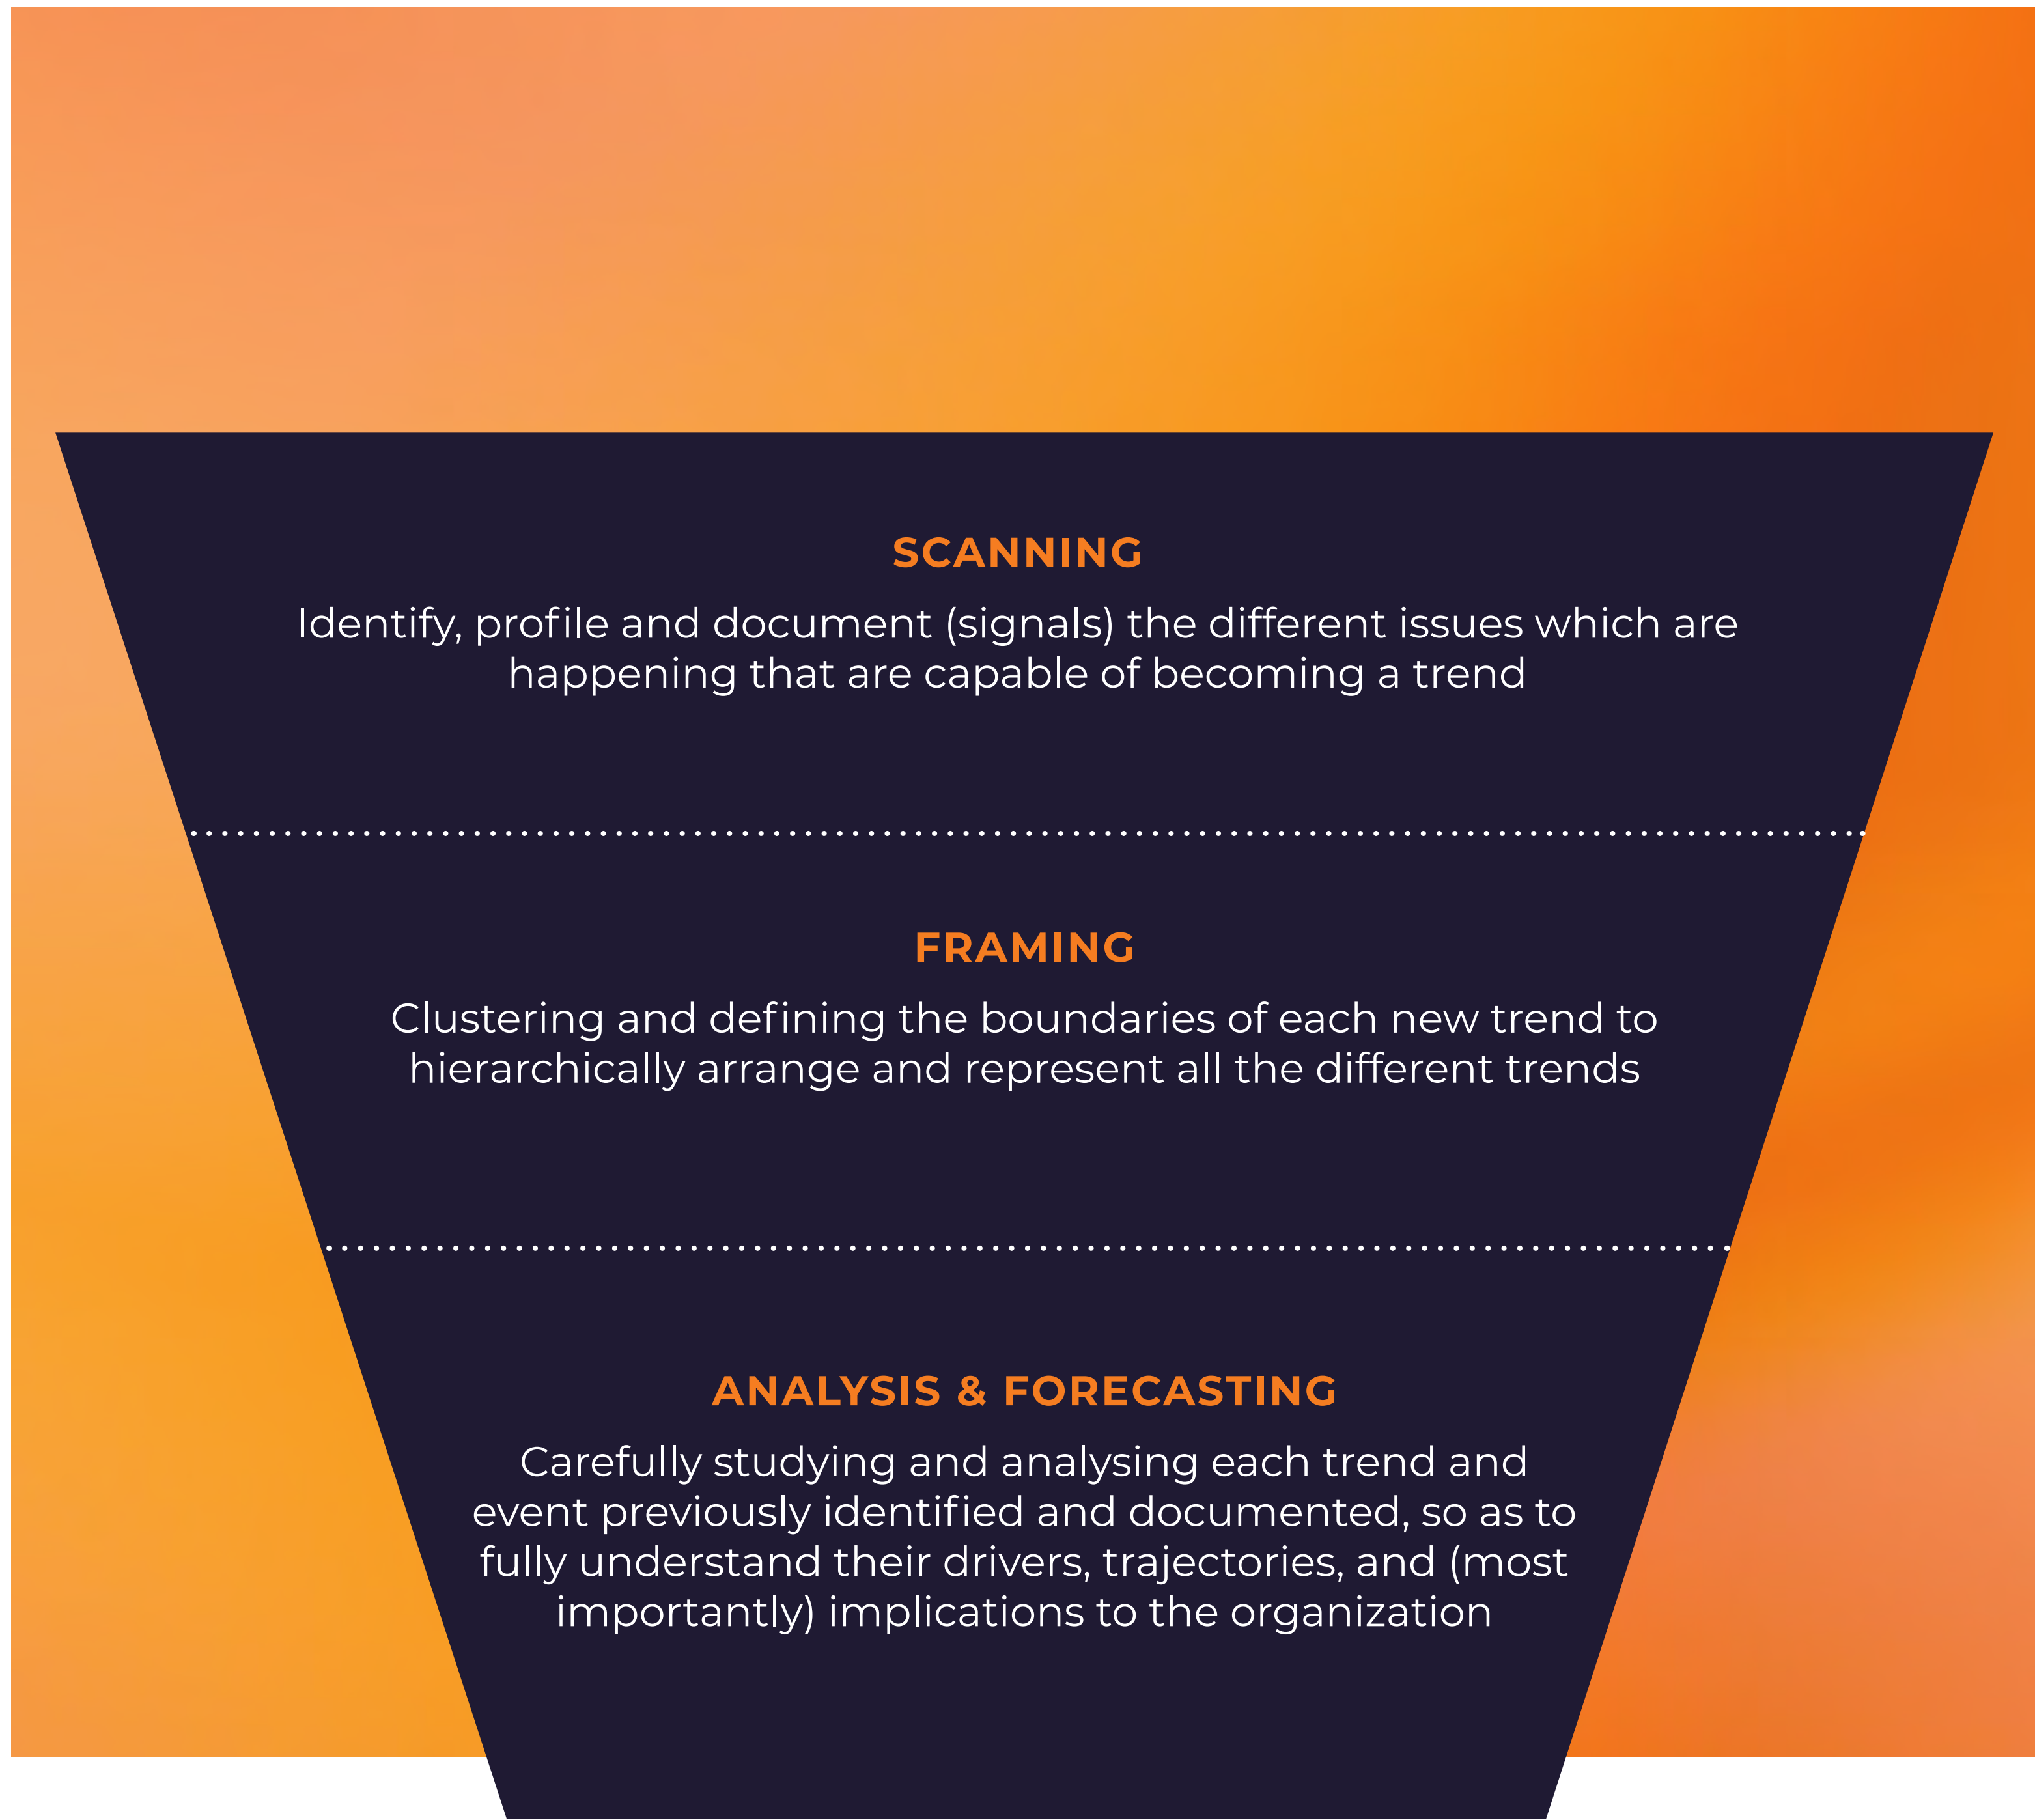 SCANNING
Identify, profile and document (signals) the different issues which are
happening that are capable of becoming a trend
FRAMING
Clustering and defining the boundaries of each new trend to
hierarchically arrange and represent all the different trends
ANALYSIS & FORECASTING
Carefully studying and analysing each trend and
event previously identified and documented, so as to
fully understand their drivers, trajectories, and (most
importantly) implications to the organization